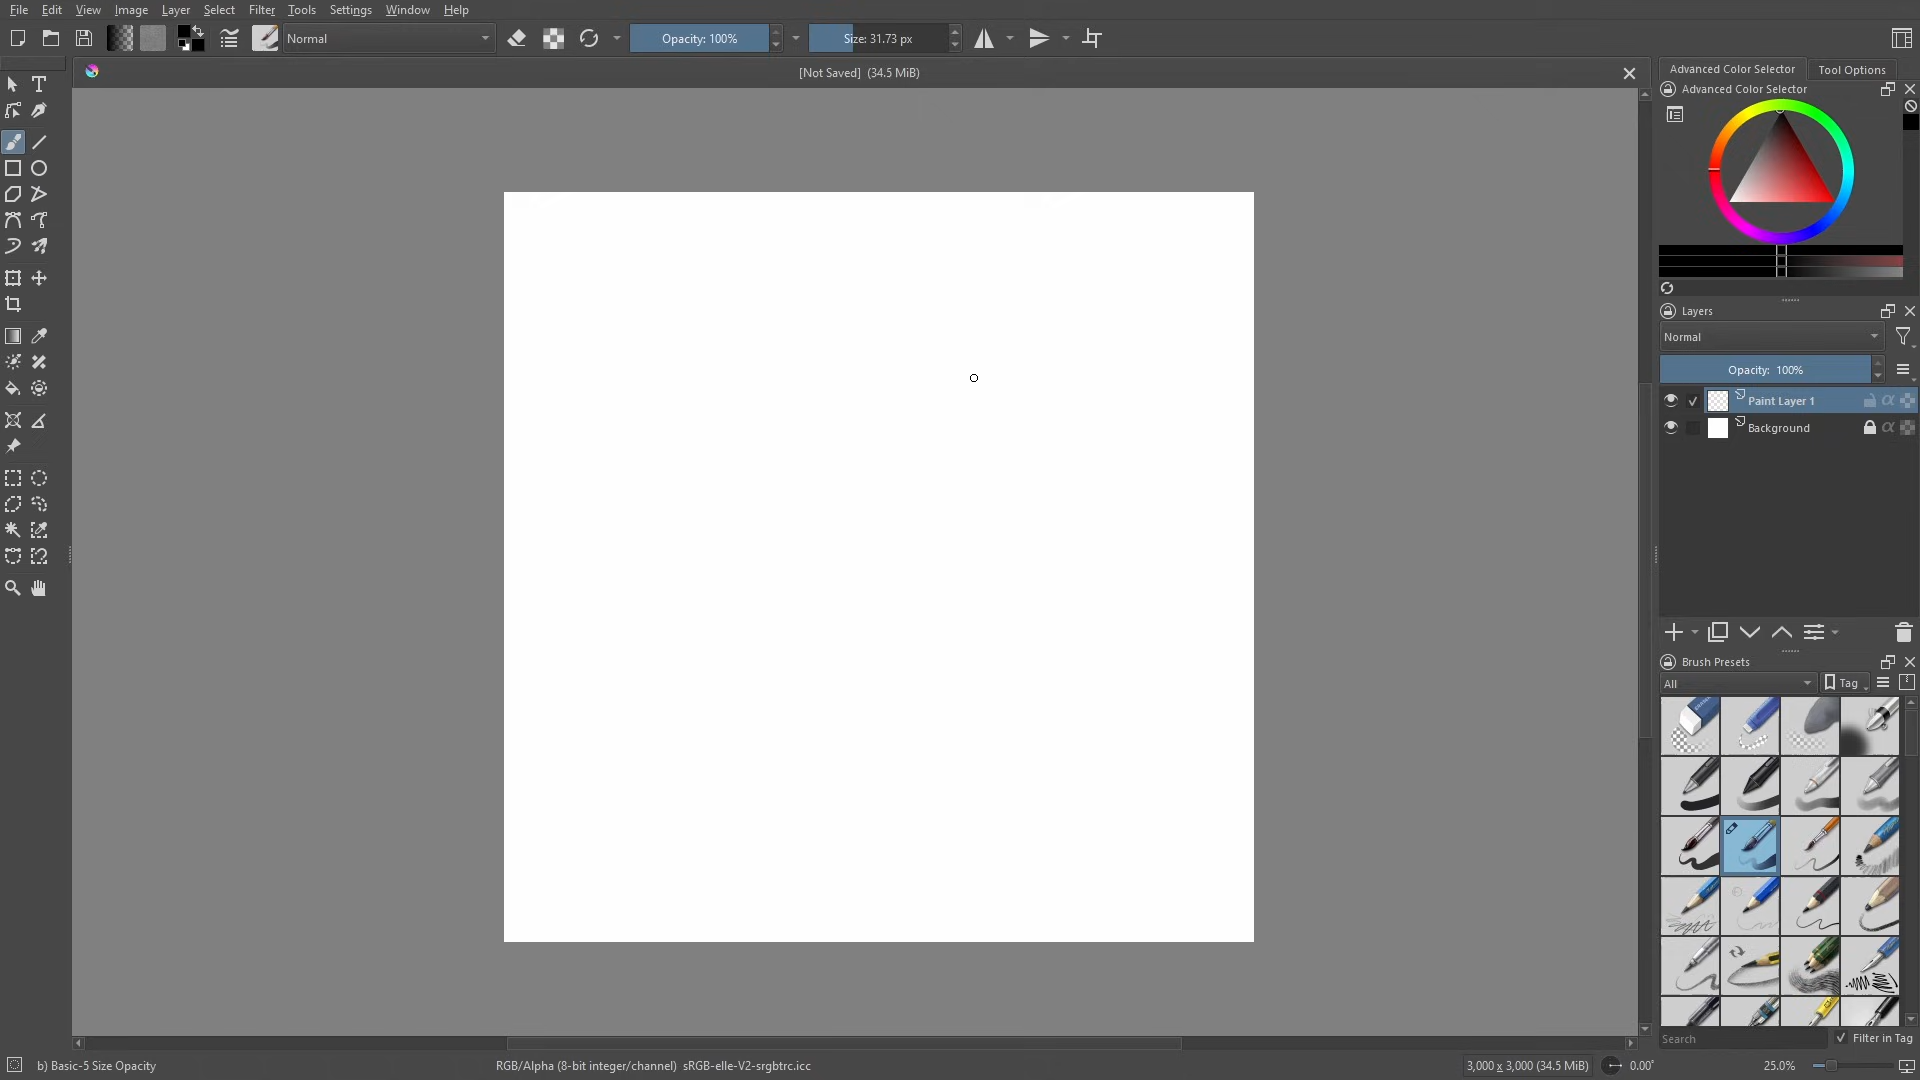 File Edit View Image Layer Select Filter Tools Settings Window Help
Normal Opacity: 100% Size: 31.73 px
[Not Saved] (34.5 MiB)
Advanced Color Selector Tool Options
Advanced Color Selector
Layers
Normal
Opacity: 100%
Paint Layer 1
Background
Brush Presets
All Tag
Search Filter in Tag
b) Basic-5 Size Opacity RGB/Alpha (8-bit integer/channel) sRGB-elle-V2-srgbtrc.icc 3,000 x 3,000 (34.5 MiB) 0.00° 25.0%